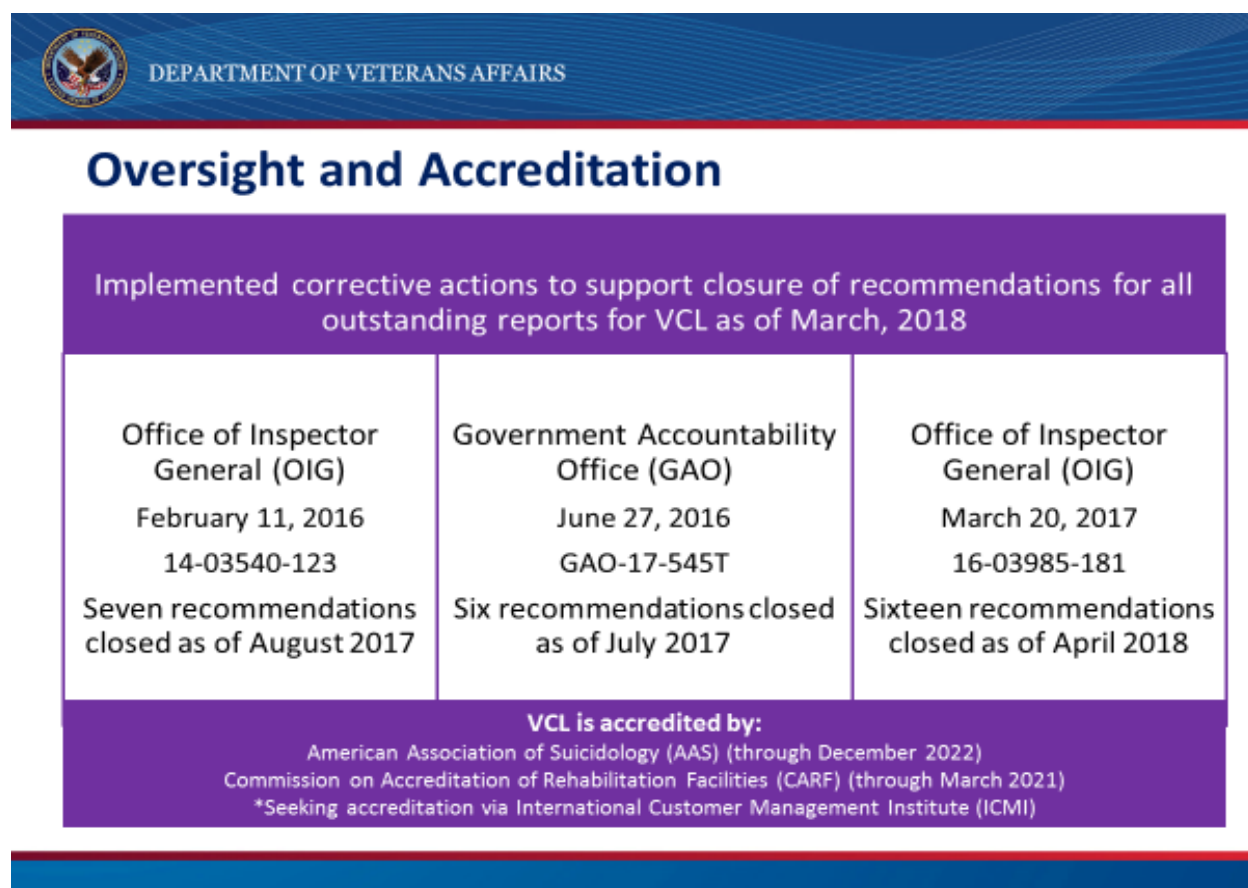 DEPARTMENT OF VETERANS AFFAIRS
Oversight and Accreditation
Implemented corrective actions to support closure of recommendations for all
outstanding reports for VCL as of March, 2018
Office of Inspector
General (OIG)
February 11, 2016
14-03540-123
Seven recommendations
closed as of August 2017
Government Accountability
Office (GAO)
June 27, 2016
GAO-17-545T
Six recommendations closed
as of July 2017
Office of Inspector
General (OIG)
March 20, 2017
16-03985-181
Sixteen recommendations
closed as of April 2018
VCL is accredited by:
American Association of Suicidology (AAS) (through December 2022)
Commission on Accreditation of Rehabilitation Facilities (CARF) (through March 2021)
*Seeking accreditation via International Customer Management Institute (ICMI)